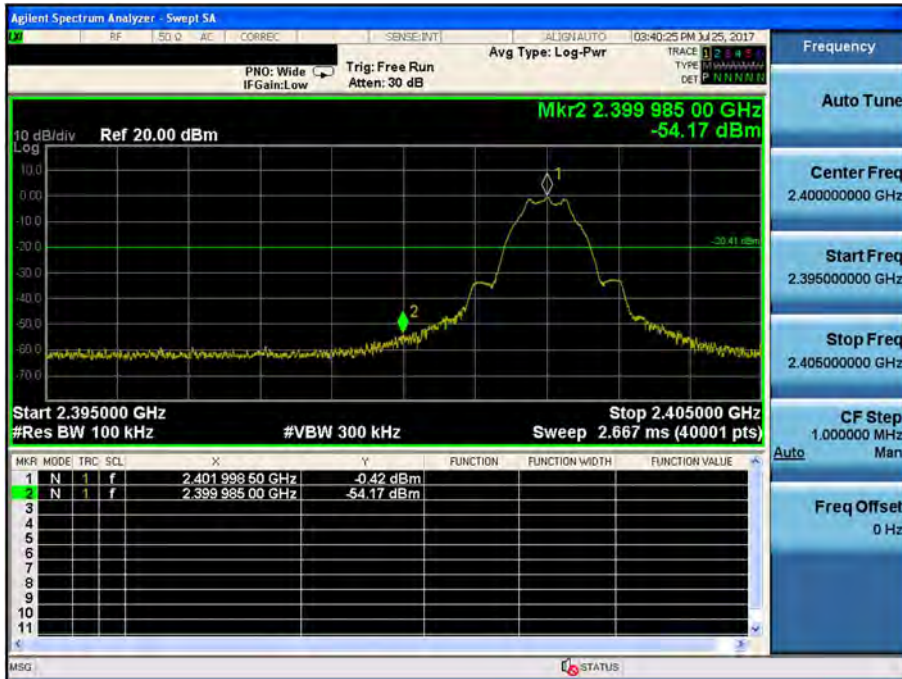 Agilent Spectrum Analyzer - Swept SA
LXI RF 50 Ω AC CORREC SENSE:INT ALIGN AUTO 03:40:25 PM Jul 25, 2017
PNO: Wide Trig: Free Run Avg Type: Log-Pwr TRACE 1 2 3 4 5 6
IFGain:Low Atten: 30 dB TYPE M
DET P N N N N N
Mkr2 2.399 985 00 GHz
-54.17 dBm
10 dB/div Ref 20.00 dBm
Log
10.0
0.00
-10.0
-20.0
-30.0
-40.0
-50.0
-60.0
-70.0
1
2
-20.41 dBm
Start 2.395000 GHz Stop 2.405000 GHz
#Res BW 100 kHz #VBW 300 kHz Sweep 2.667 ms (40001 pts)
MKR MODE TRC SCL X Y FUNCTION FUNCTION WIDTH FUNCTION VALUE
1 N 1 f 2.401 998 50 GHz -0.42 dBm
2 N 1 f 2.399 985 00 GHz -54.17 dBm
3
4
5
6
7
8
9
10
11
MSG STATUS
Frequency
Auto Tune
Center Freq
2.400000000 GHz
Start Freq
2.395000000 GHz
Stop Freq
2.405000000 GHz
CF Step
1.000000 MHz
Auto Man
Freq Offset
0 Hz